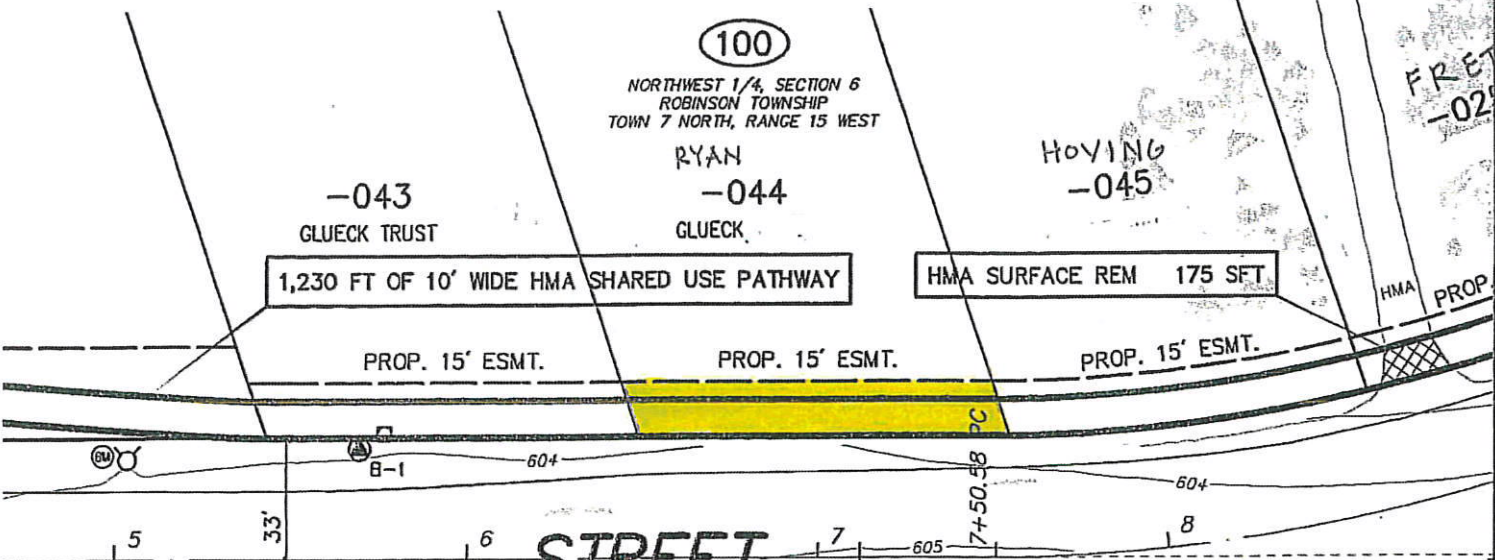 100
NORTHWEST 1/4, SECTION 6
ROBINSON TOWNSHIP
TOWN 7 NORTH, RANGE 15 WEST
FRET
-02
RYAN
HOVING
-043
-044
-045
GLUECK TRUST
GLUECK
1,230 FT OF 10' WIDE HMA SHARED USE PATHWAY
HMA SURFACE REM 175 SFT
HMA
PROP.
PROP. 15' ESMT.
PROP. 15' ESMT.
PROP. 15' ESMT.
PC
7+50.58
BM
B-1
604
604
33'
5
6
STREET
7
605
8